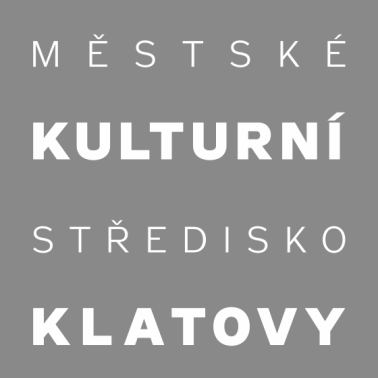 MĚSTSKÉ
KULTURNÍ
STŘEDISKO
KLATOVY